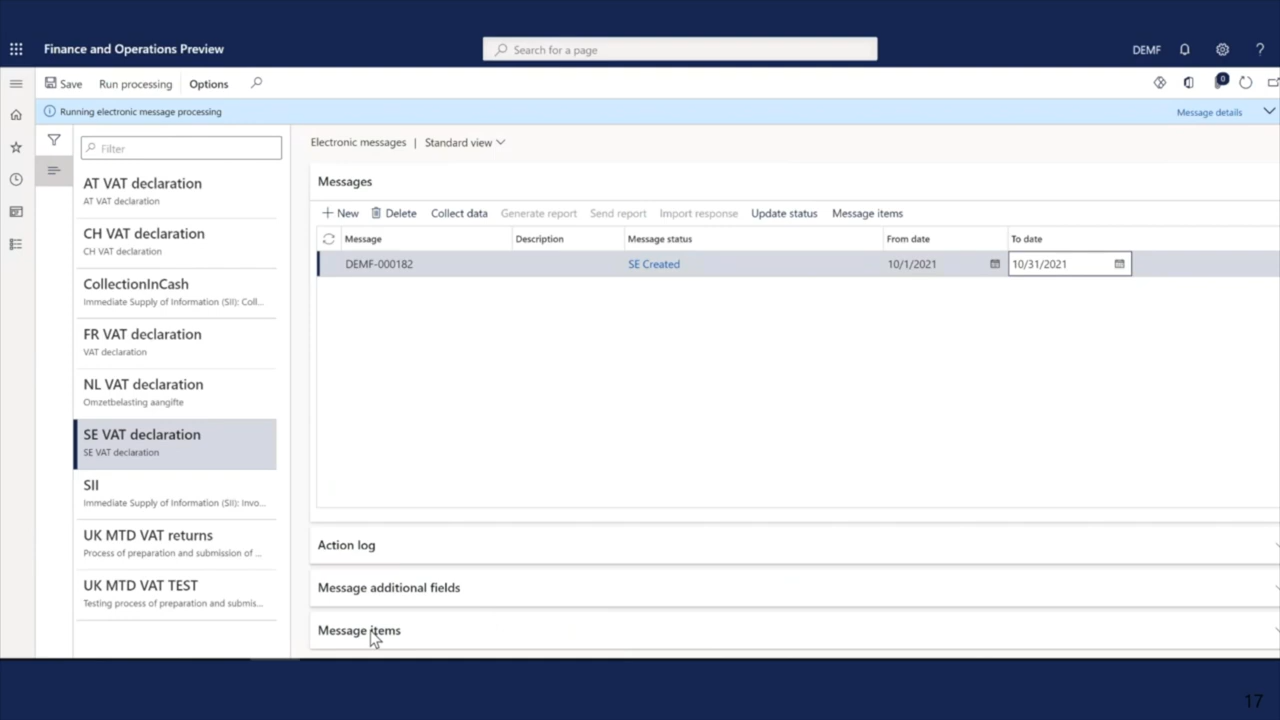 Finance and Operations Preview
Search for a page
DEMF
?
Save Run processing Options
0
Running electronic message processing
Message details
Filter
AT VAT declaration
AT VAT declaration
CH VAT declaration
CH VAT declaration
CollectionInCash
Immediate Supply of Information (SII): Coll...
FR VAT declaration
VAT declaration
NL VAT declaration
Omzetbelasting aangifte
SE VAT declaration
SE VAT declaration
SII
Immediate Supply of Information (SII): Invo...
UK MTD VAT returns
Process of preparation and submission of ...
UK MTD VAT TEST
Testing process of preparation and submis...
Electronic messages | Standard view
Messages
New Delete Collect data Generate report Send report Import response Update status Message items
Message Description Message status From date To date
DEMF-000182 SE Created 10/1/2021 10/31/2021
Action log
Message additional fields
Message items
17